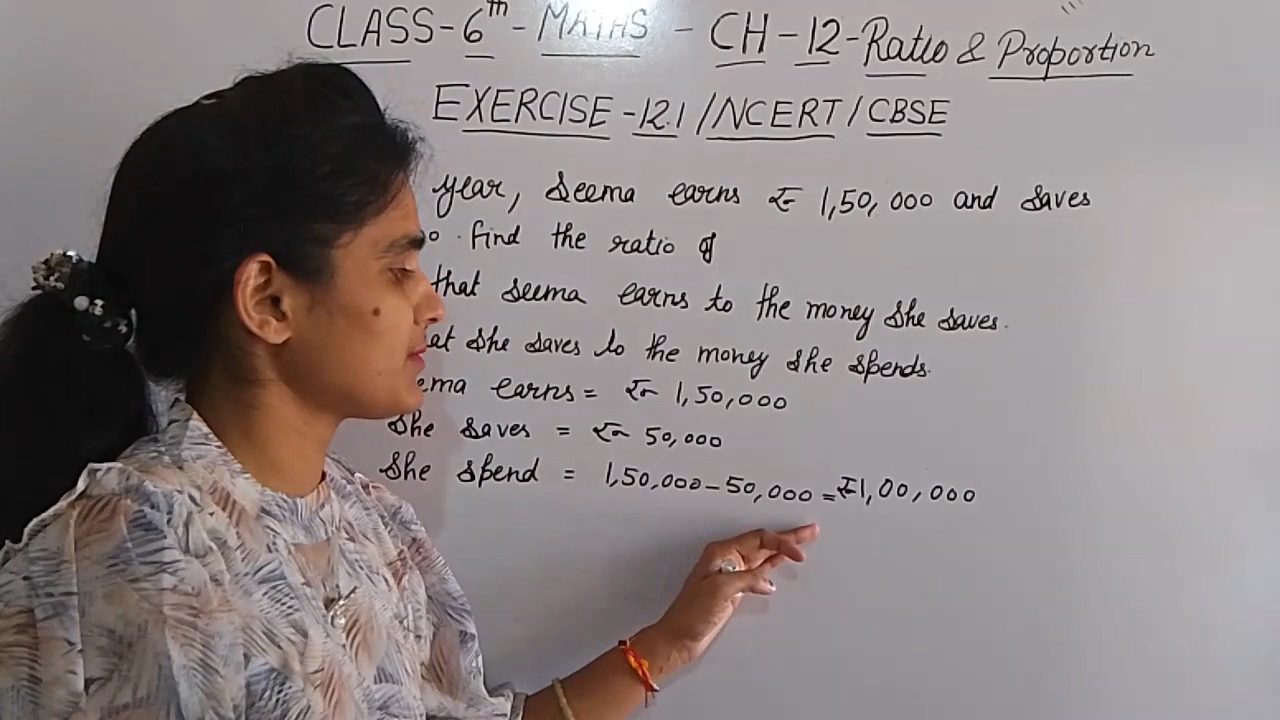 CLASS-6th-MATHS-CH-12-Ratio & Proportion
EXERCISE-12.1/NCERT/CBSE
year, Seema earns ₹ 1,50,000 and saves
Find the ratio of
that Seema earns to the money she saves.
she saves to the money she spends.
earns = ₹ 1,50,000
She saves = ₹ 50,000
She spend = 1,50,000-50,000=₹1,00,000